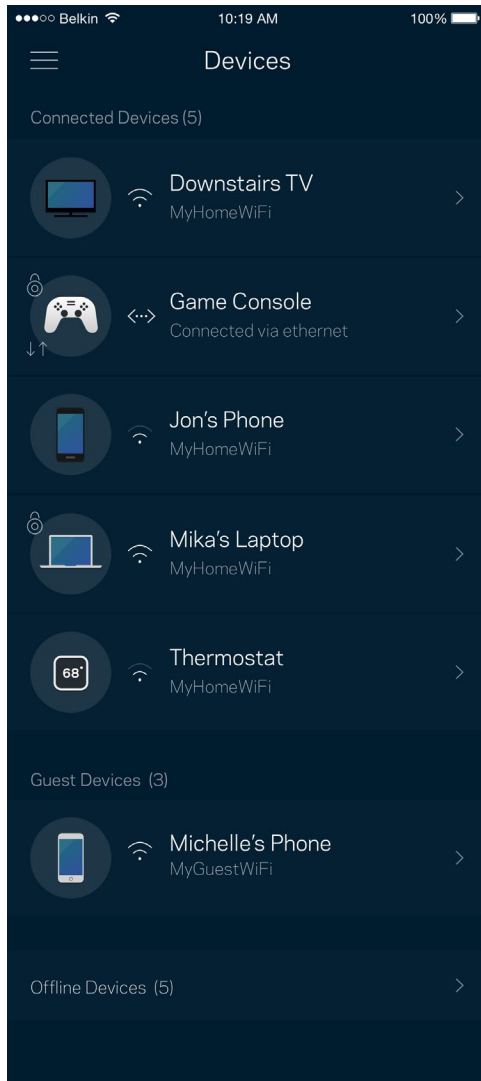 Belkin 10:19 AM 100%
Devices
Connected Devices (5)
Downstairs TV
MyHomeWiFi
Game Console
Connected via ethernet
Jon's Phone
MyHomeWiFi
Mika's Laptop
MyHomeWiFi
68°
Thermostat
MyHomeWiFi
Guest Devices (3)
Michelle's Phone
MyGuestWiFi
Offline Devices (5)